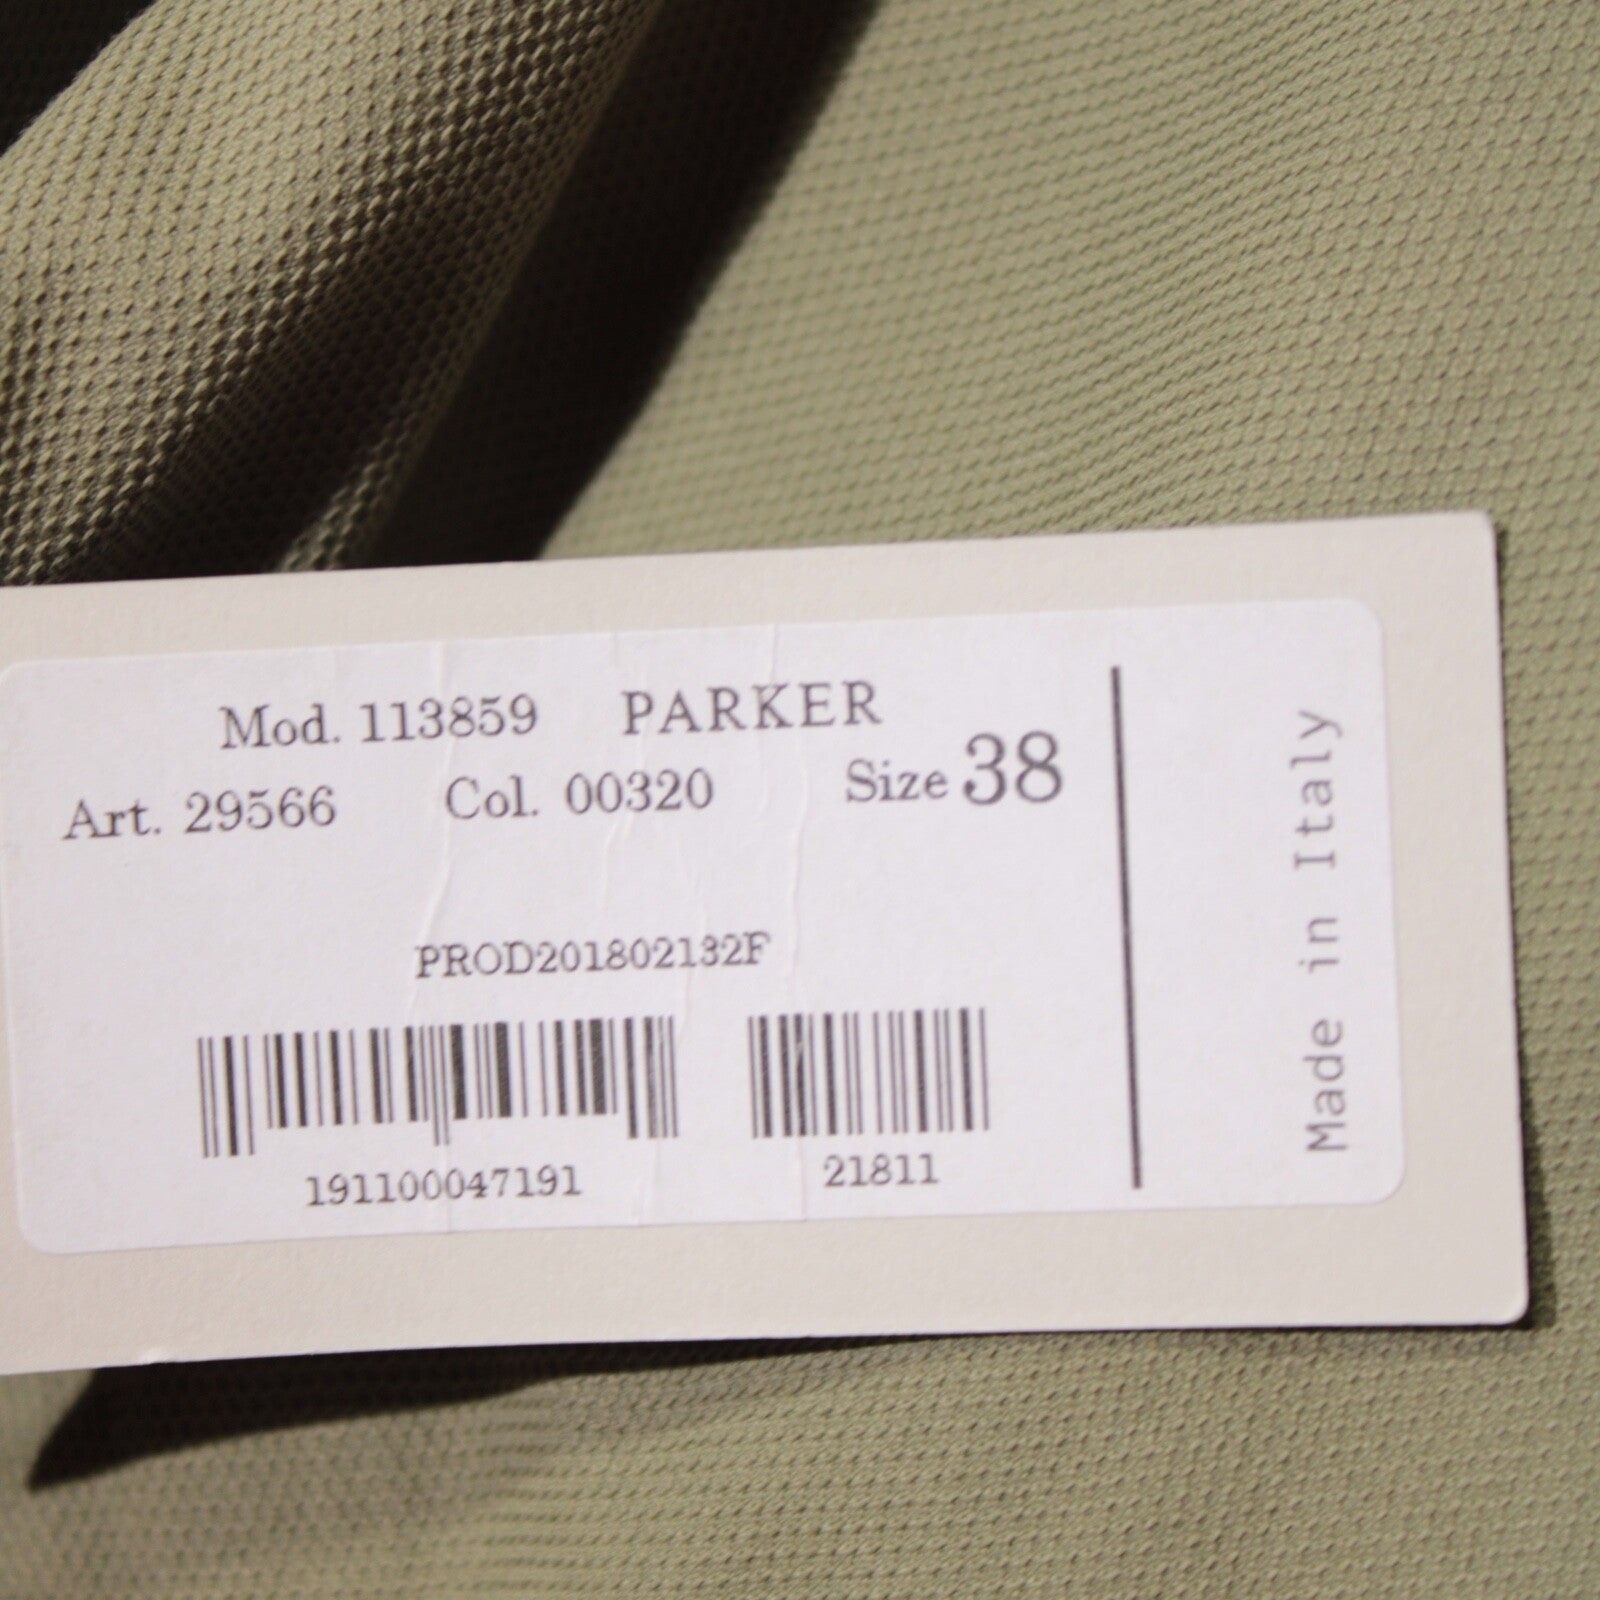 Mod. 113859 PARKER
Art. 29566 Col. 00320 Size 38
PROD201802132F
191100047191 21811
Made in Italy